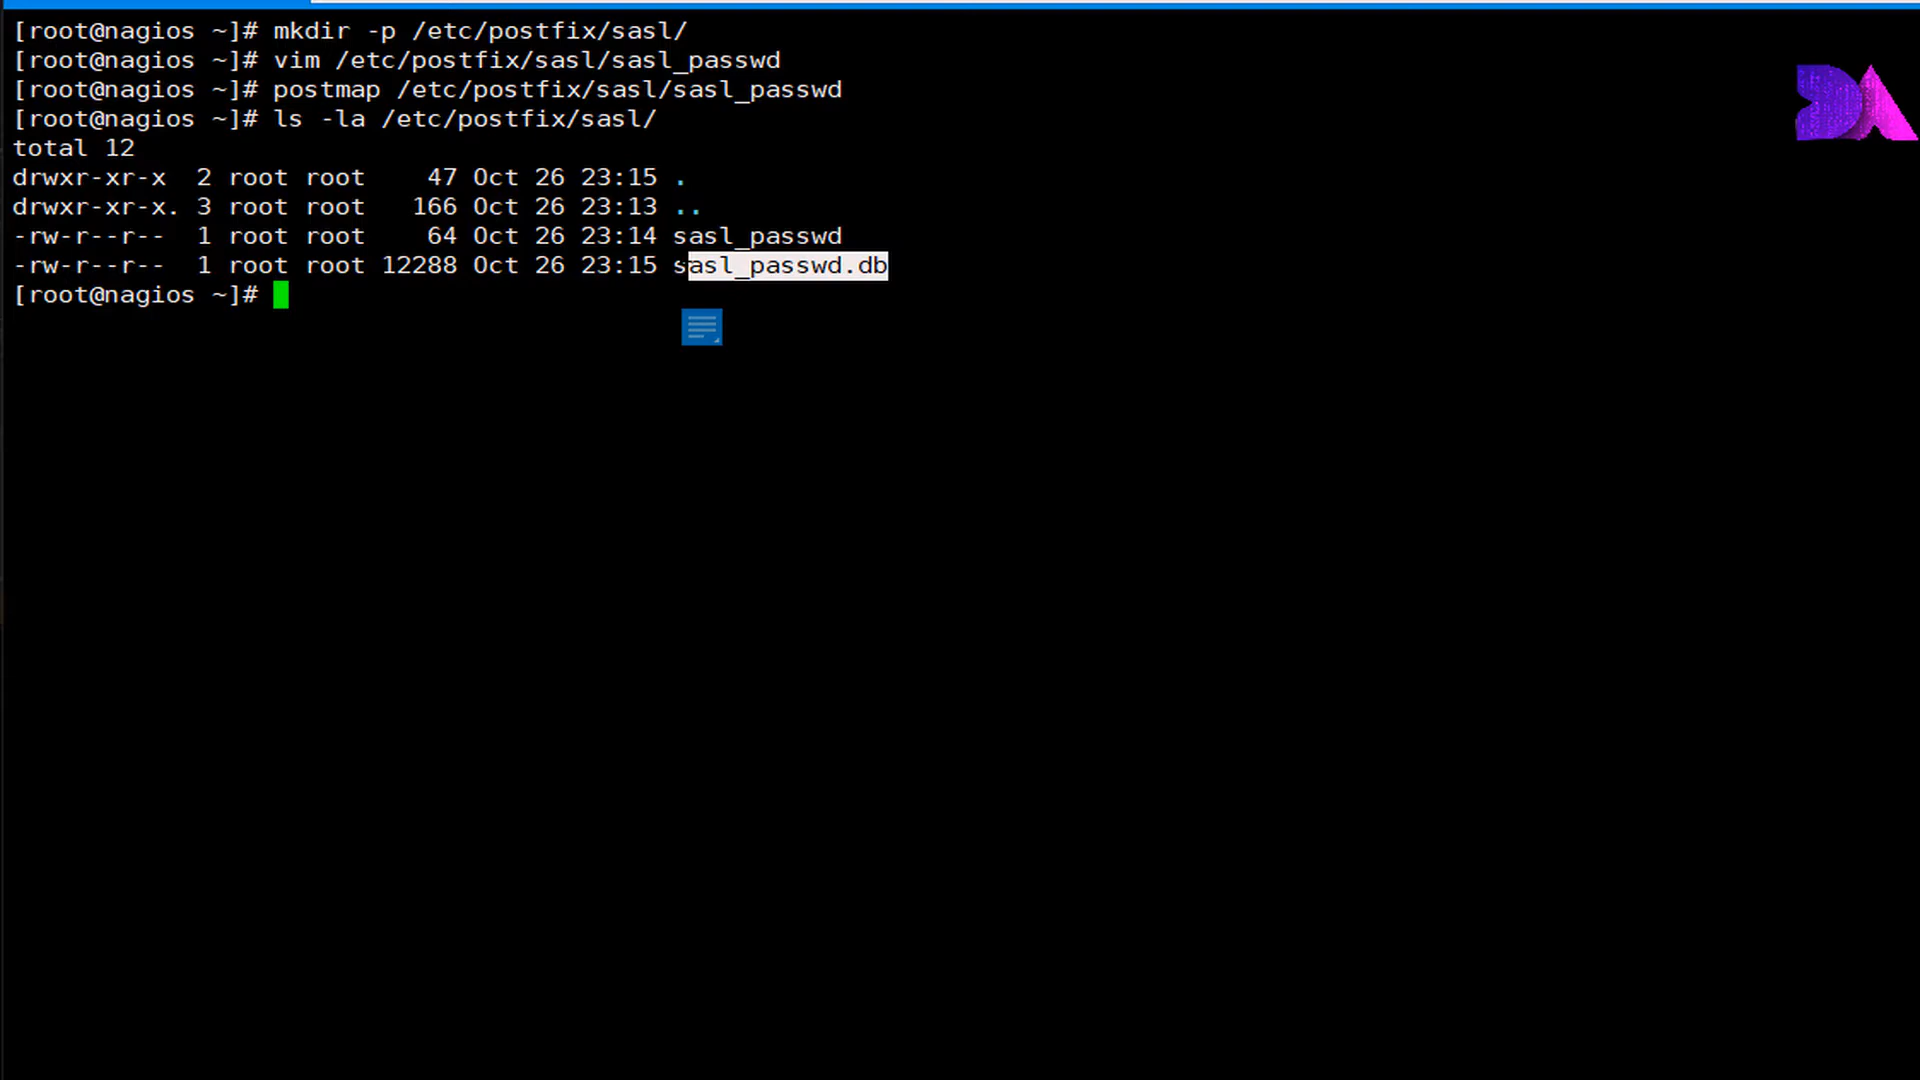 [root@nagios ~]# mkdir -p /etc/postfix/sasl/
[root@nagios ~]# vim /etc/postfix/sasl/sasl_passwd
[root@nagios ~]# postmap /etc/postfix/sasl/sasl_passwd
[root@nagios ~]# ls -la /etc/postfix/sasl/
total 12
drwxr-xr-x  2 root root    47 Oct 26 23:15 .
drwxr-xr-x. 3 root root   166 Oct 26 23:13 ..
-rw-r--r--  1 root root    64 Oct 26 23:14 sasl_passwd
-rw-r--r--  1 root root 12288 Oct 26 23:15 sasl_passwd.db
[root@nagios ~]#
DA